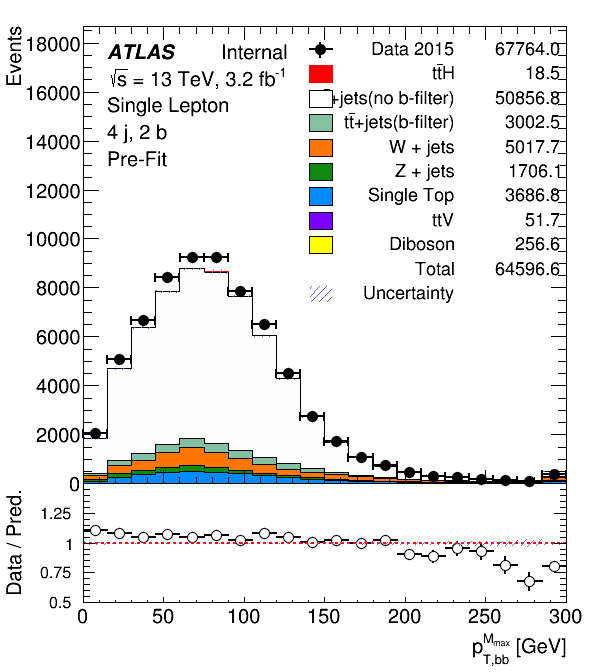 Events
18000
16000
14000
12000
10000
8000
6000
4000
2000
0
ATLAS Internal
√s = 13 TeV, 3.2 fb⁻¹
Single Lepton
4 j, 2 b
Pre-Fit
Data 2015 67764.0
tt̄H 18.5
+jets(no b-filter) 50856.8
tt̄+jets(b-filter) 3002.5
W + jets 5017.7
Z + jets 1706.1
Single Top 3686.8
ttV 51.7
Diboson 256.6
Total 64596.6
Uncertainty
Data / Pred.
1.25
1
0.75
0.5
0 50 100 150 200 250 300
p_{T,bb}^{M_{max}} [GeV]